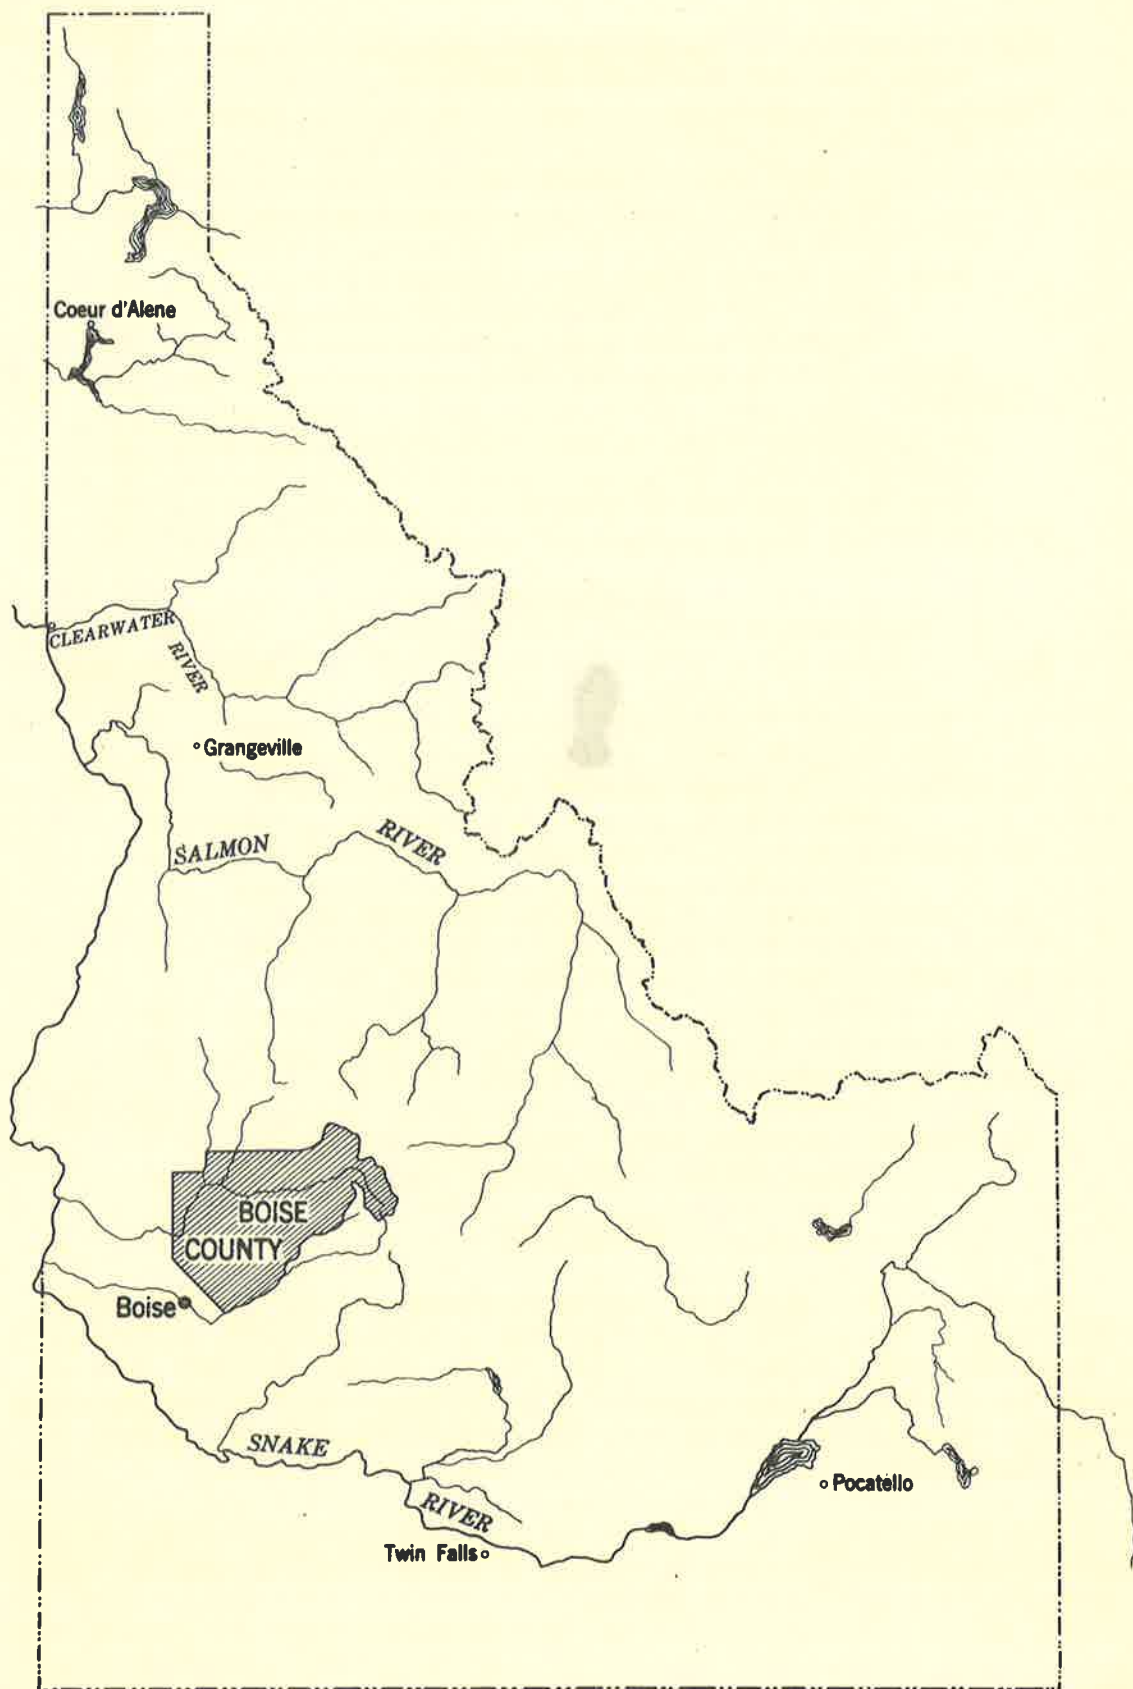 Coeur d'Alene
CLEARWATER
RIVER
Grangeville
SALMON
RIVER
BOISE
COUNTY
Boise
SNAKE
RIVER
Pocatello
Twin Falls